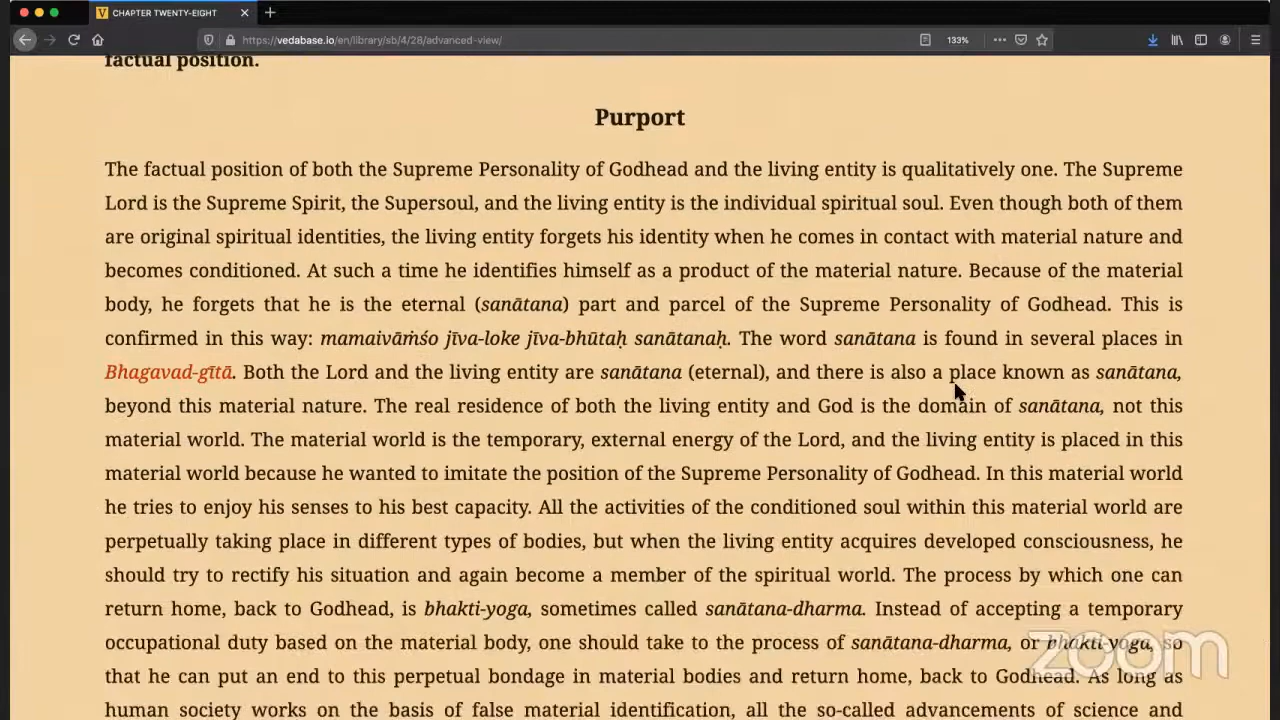 CHAPTER TWENTY-EIGHT
https://vedabase.io/en/library/sb/4/28/advanced-view/
133%
factual position.
Purport
The factual position of both the Supreme Personality of Godhead and the living entity is qualitatively one. The Supreme
Lord is the Supreme Spirit, the Supersoul, and the living entity is the individual spiritual soul. Even though both of them
are original spiritual identities, the living entity forgets his identity when he comes in contact with material nature and
becomes conditioned. At such a time he identifies himself as a product of the material nature. Because of the material
body, he forgets that he is the eternal (sanātana) part and parcel of the Supreme Personality of Godhead. This is
confirmed in this way: mamaivāṁśo jīva-loke jīva-bhūtaḥ sanātanaḥ. The word sanātana is found in several places in
Bhagavad-gītā. Both the Lord and the living entity are sanātana (eternal), and there is also a place known as sanātana,
beyond this material nature. The real residence of both the living entity and God is the domain of sanātana, not this
material world. The material world is the temporary, external energy of the Lord, and the living entity is placed in this
material world because he wanted to imitate the position of the Supreme Personality of Godhead. In this material world
he tries to enjoy his senses to his best capacity. All the activities of the conditioned soul within this material world are
perpetually taking place in different types of bodies, but when the living entity acquires developed consciousness, he
should try to rectify his situation and again become a member of the spiritual world. The process by which one can
return home, back to Godhead, is bhakti-yoga, sometimes called sanātana-dharma. Instead of accepting a temporary
occupational duty based on the material body, one should take to the process of sanātana-dharma, or bhakti-yoga, so
that he can put an end to this perpetual bondage in material bodies and return home, back to Godhead. As long as
human society works on the basis of false material identification, all the so-called advancements of science and
zoom